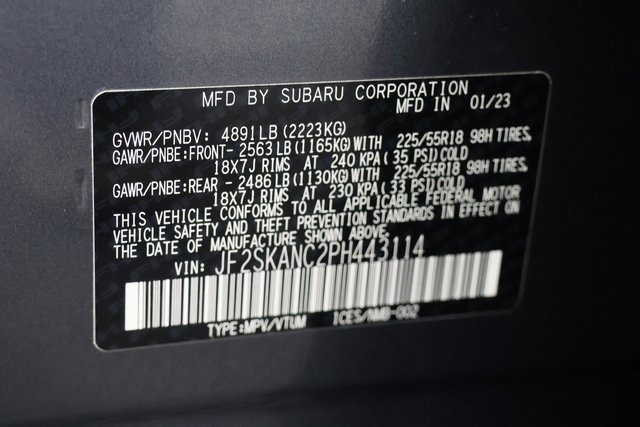 MFD BY SUBARU CORPORATION
MFD IN 01/23
GVWR/PNBV: 4891LB(2223KG)
GAWR/PNBE:FRONT- 2563LB(1165KG)WITH 225/55R18 98H TIRES,
18X7J RIMS AT 240 KPA(35 PSI)COLD
GAWR/PNBE:REAR - 2486LB(1130KG)WITH 225/55R18 98H TIRES,
18X7J RIMS AT 230 KPA(33 PSI)COLD
THIS VEHICLE CONFORMS TO ALL APPLICABLE FEDERAL MOTOR
VEHICLE SAFETY AND THEFT PREVENTION STANDARDS IN EFFECT ON
THE DATE OF MANUFACTURE SHOWN ABOVE.
VIN: JF2SKANC2PH443114
TYPE:MPV/VTUM ICES/NMB-002